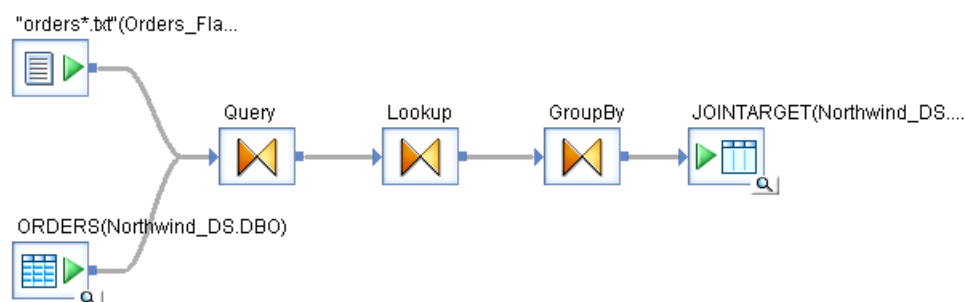 "orders*.txt"(Orders_Fla...
Query
Lookup
GroupBy
JOINTARGET(Northwind_DS....
ORDERS(Northwind_DS.DBO)